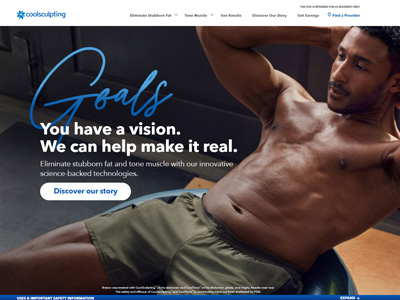 THIS SITE IS INTENDED FOR US RESIDENTS ONLY
coolsculpting
Eliminate Stubborn Fat
Tone Muscle
See Results
Discover Our Story
Get Savings
Find a Provider
Goals
You have a vision.
We can help make it real.
Eliminate stubborn fat and tone muscle with our innovative
science-backed technologies.
Discover our story
USES & IMPORTANT SAFETY INFORMATION
EXPAND +